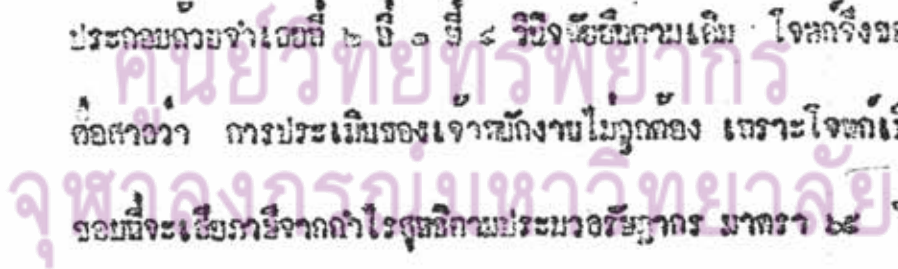 ประกอบด้วยจำเลยที่ ๒ ที่ ๓ ที่ ๔ วินิจฉัยยืนตามเดิม โจทก์จึงขอ
ศูนย์วิทยทรัพยากร
ต่อศาลว่า การประเมินของเจ้าพนักงานไม่ถูกต้อง เพราะโจทก์
จุฬาลงกรณ์มหาวิทยาลัย
ชอบที่จะเสียภาษีจากกำไรสุทธิตามประมวลรัษฎากร มาตรา ๖๕